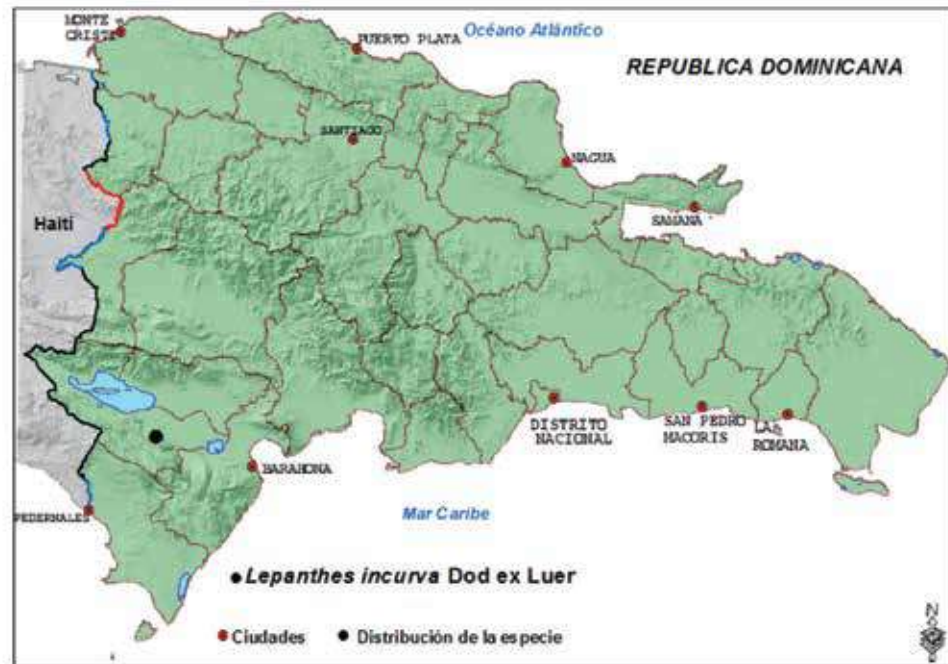 MONTE
CRISTE
PUERTO PLATA
Océano Atlántico
REPUBLICA DOMINICANA
SANTIAGO
NAGUA
SAMANA
Haití
DISTRITO
NACIONAL
SAN PEDRO
MACORIS
LA
ROMANA
BARAHONA
PEDERNALES
Mar Caribe
Lepanthes incurva Dod ex Luer
Ciudades
Distribución de la especie
N